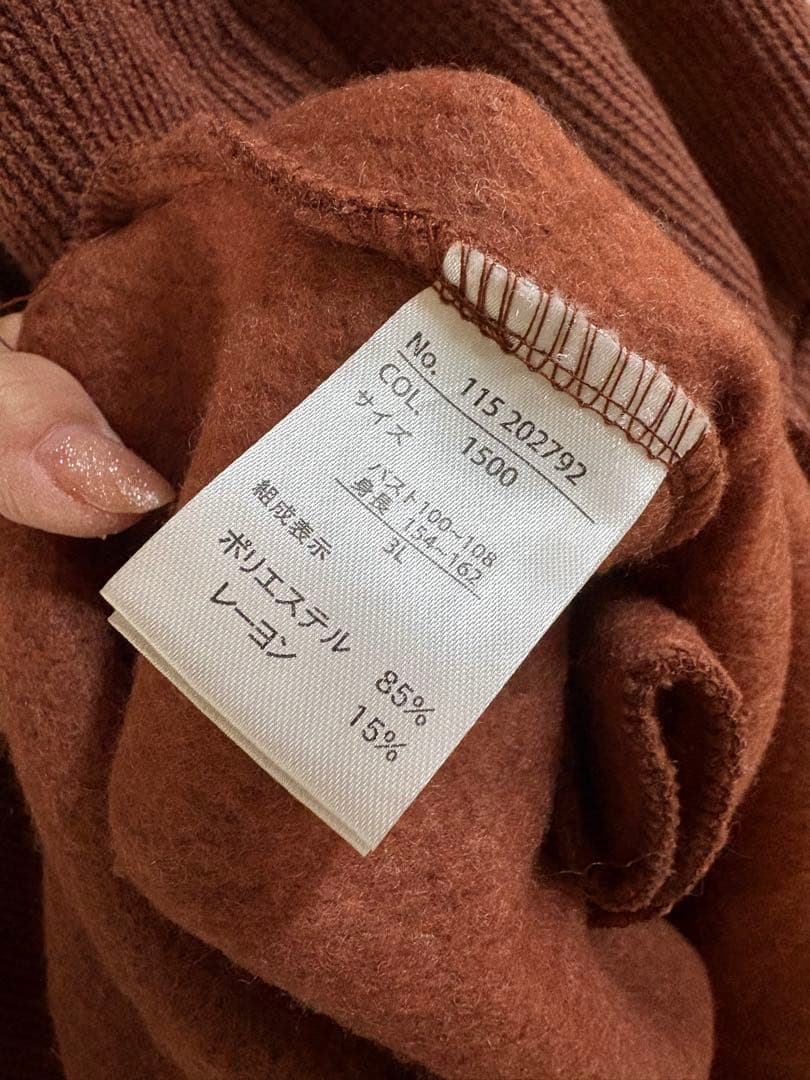 No. 115 202792
COL. 1500
サイズ
バスト100~108
身長 154~162
3L
組成表示
ポリエステル 85%
レーヨン 15%